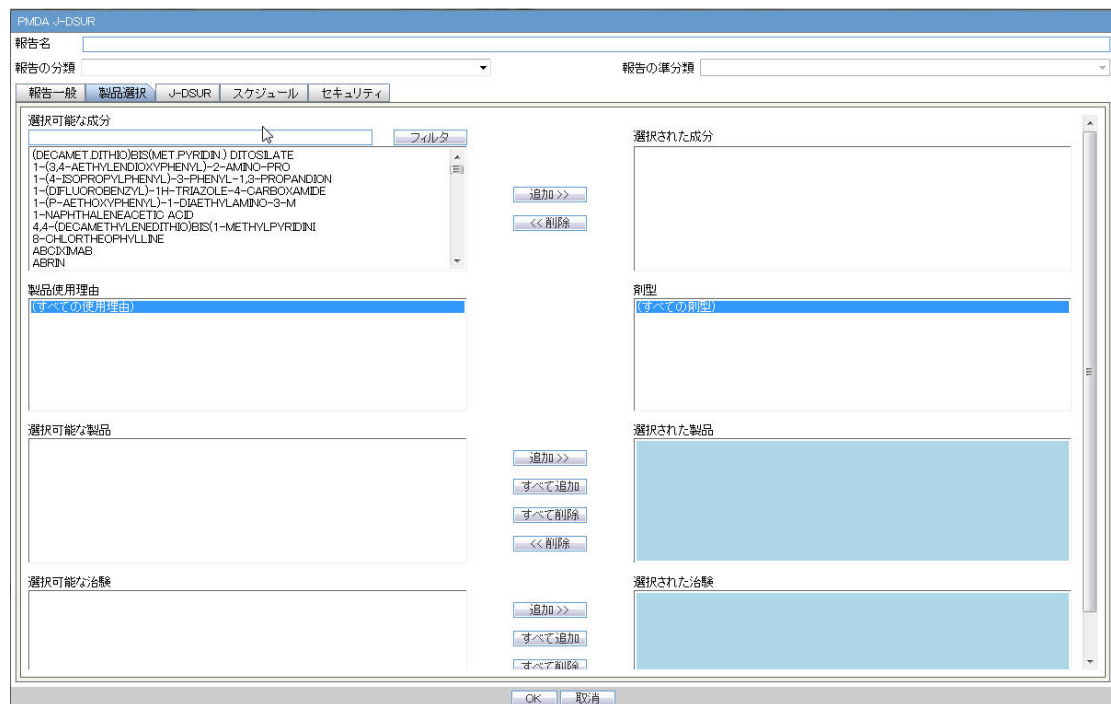 PMDA J-DSUR
報告名
報告の分類 報告の準分類
報告一般 製品選択 J-DSUR スケジュール セキュリティ
選択可能な成分
フィルタ 選択された成分
(DECAMET.DITHIO)BIS(MET.PYRIDIN.) DITOSILATE
1-(3,4-AETHYLENDIOXYPHENYL)-2-AMINO-PRO
1-(4-ISOPROPYLPHENYL)-3-PHENYL-1,3-PROPANDION
1-(DIFLUOROBENZYL)-1H-TRIAZOLE-4-CARBOXAMIDE
1-(P-AETHOXYPHENYL)-1-DIAETHYLAMINO-3-M
1-NAPHTHALENEACETIC ACID
4,4-(DECAMETHYLENEDITHIO)BIS(1-METHYLPYRIDINI
8-CHLORTHEOPHYLLINE
ABCIXIMAB
ABRIN
追加 >>
<< 削除
製品使用理由 剤型
(すべての使用理由) (すべての剤型)
選択可能な製品 選択された製品
追加 >>
すべて追加
すべて削除
<< 削除
選択可能な治験 選択された治験
追加 >>
すべて追加
すべて削除
OK 取消